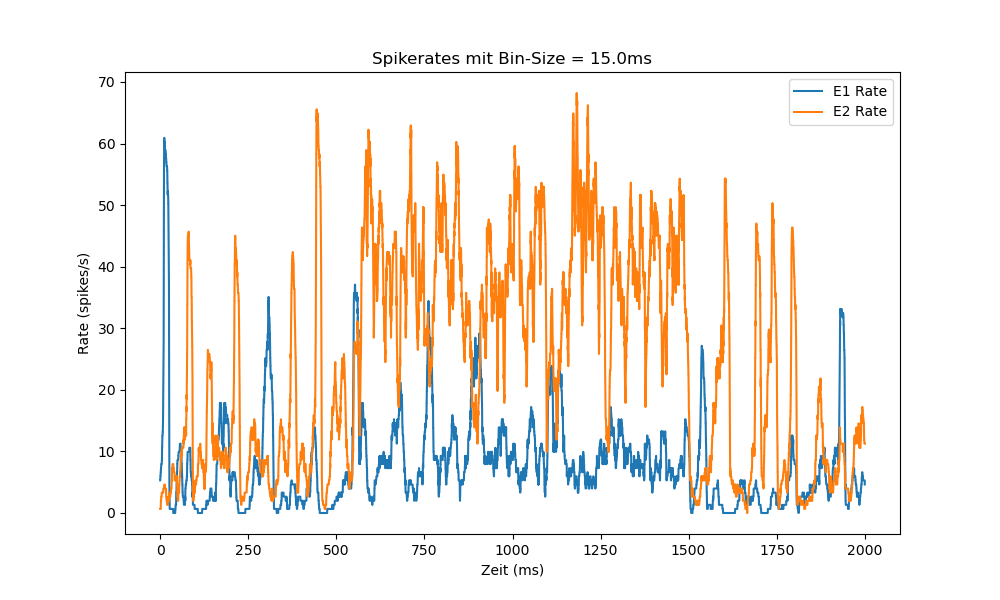 Spikerates mit Bin-Size = 15.0ms
E1 Rate
E2 Rate
Rate (spikes/s)
70
60
50
40
30
20
10
0
0 250 500 750 1000 1250 1500 1750 2000
Zeit (ms)